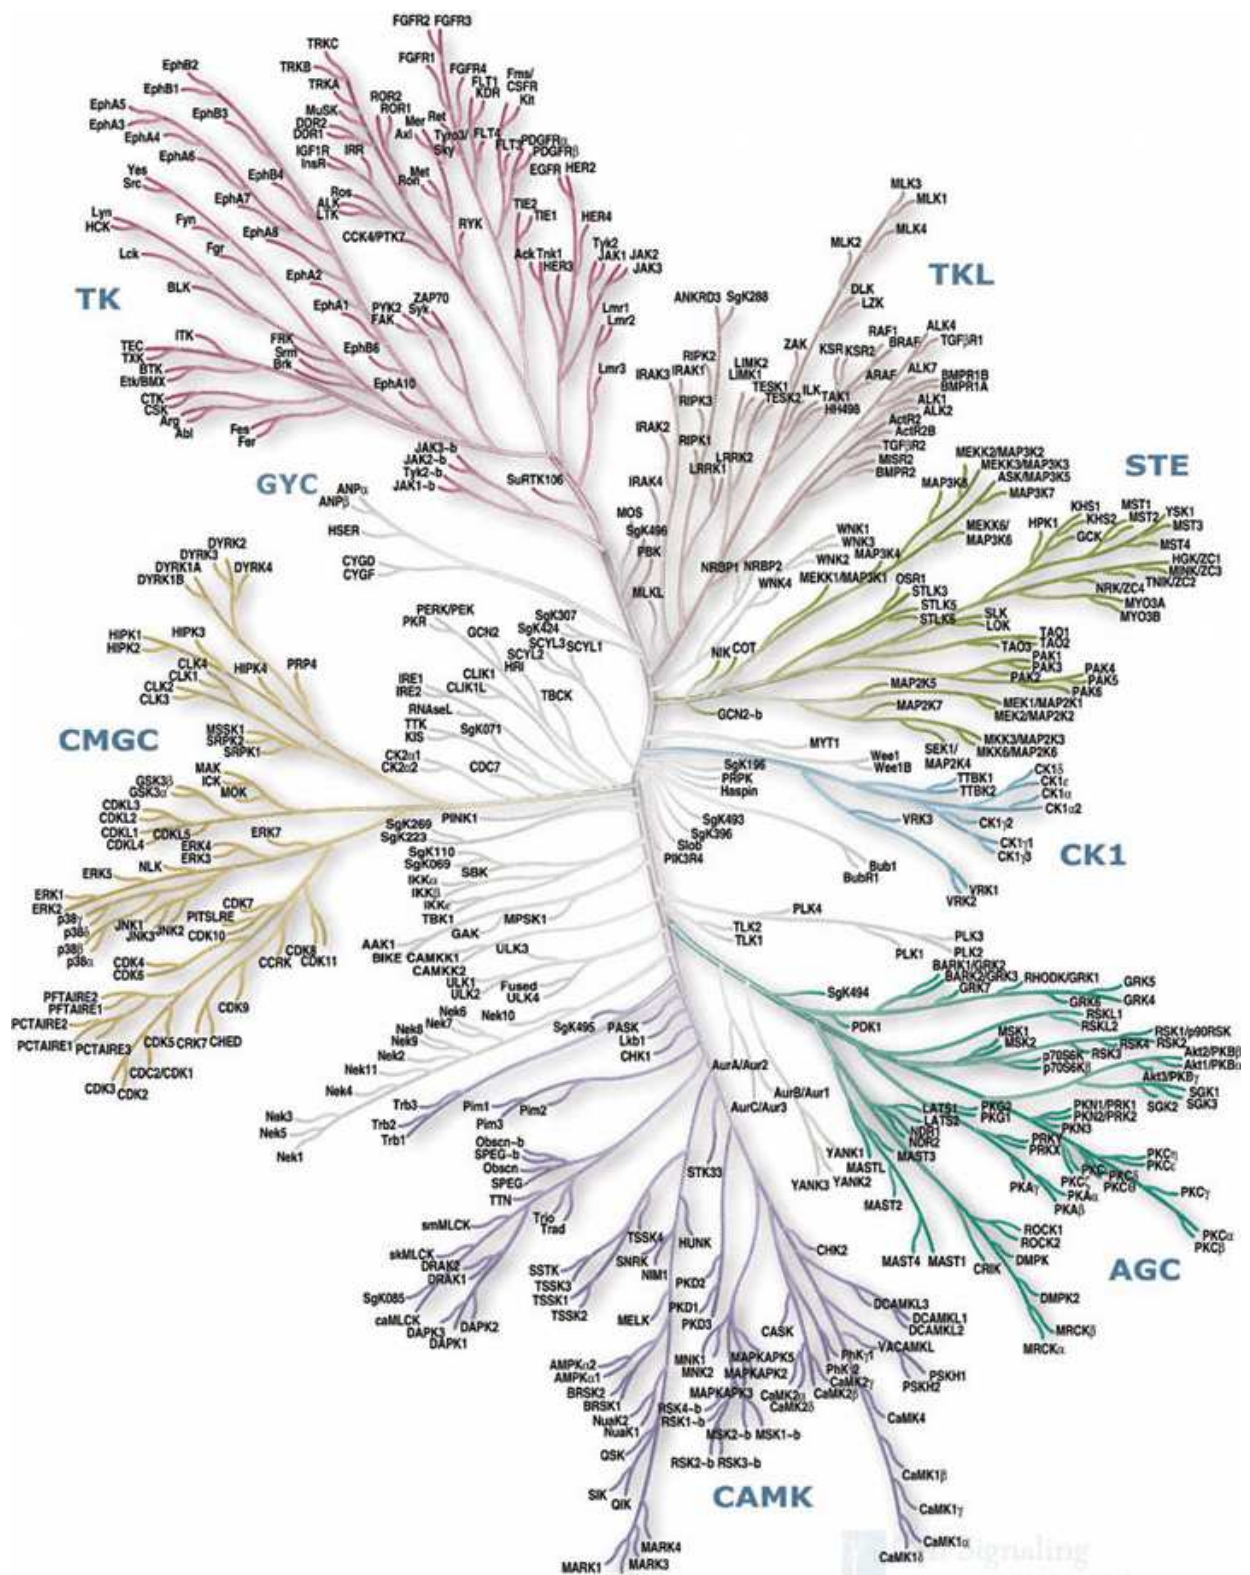 FGFR2 FGFR3
TRKC
FGFR1
EphB2
TRKB
FGFR4
Fms/
CSFR
FLT1
KDR
Kit
EphB1
TRKA
EphA5
EphB3
MuSK
ROR2
ROR1
Mer Ret
EphA3
DDR2
DDR1
Axl
Tyro3/
Sky
FLT4
FLT3
PDGFRα
PDGFRβ
EphA4
IGF1R
InsR
IRR
EphA6
Met
Ron
EGFR HER2
Yes
Src
EphB4
EphA7
Ros
ALK
LTK
TIE2
TIE1
Lyn
HCK
Fyn
RYK
HER4
EphA8
CCK4/PTK7
Tyk2
JAK1
JAK2
JAK3
Lck
Fgr
Ack Tnk1
HER3
BLK
EphA2
ZAP70
TK
EphA1
PYK2
FAK
Syk
Lmr1
Lmr2
ITK
FRK
Srm
Brk
EphB6
TEC
TXK
BTK
Etk/BMX
Lmr3
EphA10
CTK
CSK
Arg
Abl
Fes
Fer
JAK3~b
JAK2~b
Tyk2~b
JAK1~b
SuRTK106
MLK3
MLK1
MLK4
MLK2
TKL
DLK
LZK
ANKRD3
SgK288
ZAK
KSR1
KSR2
RAF1
BRAF
ALK4
TGFβR1
RIPK2
IRAK3
IRAK1
LIMK2
LIMK1
TESK1
TESK2
ILK
TAK1
HH498
ARAF
ALK7
BMPR1B
BMPR1A
ALK1
ALK2
RIPK3
IRAK2
RIPK1
LRRK2
LRRK1
ActR2
ActR2B
TGFβR2
MISR2
BMPR2
IRAK4
MOS
SgK496
PBK
MLKL
NRBP1
NRBP2
WNK1
WNK3
WNK2
WNK4
GYC
ANPα
ANPβ
HSER
CYGD
CYGF
MEKK2/MAP3K2
MEKK3/MAP3K3
ASK/MAP3K5
MAP3K8
MAP3K7
STE
MEKK6/
MAP3K6
MAP3K4
MEKK1/MAP3K1
KHS1
KHS2
MST1
MST2
YSK1
MST3
HPK1
GCK
MST4
HGK/ZC1
MINK/ZC3
TNIK/ZC2
NRK/ZC4
MYO3A
MYO3B
OSR1
STLK3
STLK5
STLK6
SLK
LOK
TAO1
TAO2
TAO3
NIK
COT
PAK1
PAK3
PAK2
PAK4
PAK5
PAK6
MAP2K5
MAP2K7
MEK1/MAP2K1
MEK2/MAP2K2
GCN2~b
MKK3/MAP2K3
MKK6/MAP2K6
SEK1/
MAP2K4
DYRK2
DYRK3
DYRK1A
DYRK1B
DYRK4
HIPK1
HIPK3
HIPK2
CLK4
CLK1
HIPK4
PRP4
CLK2
CLK3
CMGC
MSSK1
SRPK2
SRPK1
MAK
ICK
MOK
GSK3β
GSK3α
CDKL3
CDKL2
CDKL1
CDKL5
CDKL4
ERK7
ERK4
ERK3
NLK
ERK5
ERK1
ERK2
p38γ
p38δ
p38β
p38α
JNK1
JNK3
JNK2
CDK7
PITSLRE
CDK10
CDK4
CDK6
CCRK
CDK8
CDK11
PFTAIRE2
PFTAIRE1
PCTAIRE2
PCTAIRE1
PCTAIRE3
CDK9
CDK5
CRK7
CHED
CDC2/CDK1
CDK3
CDK2
PERK/PEK
PKR
GCN2
SgK307
SgK424
SCYL3
SCYL2
SCYL1
HRI
CLIK1
CLIK1L
TBCK
IRE1
IRE2
RNAseL
TTK
KIS
SgK071
CK2α1
CK2α2
CDC7
PINK1
SgK269
SgK223
SgK110
SgK069
SBK
IKKα
IKKβ
IKKε
TBK1
MPSK1
GAK
AAK1
BIKE
CAMKK1
CAMKK2
ULK3
ULK1
ULK2
Fused
ULK4
Nek6
Nek7
Nek10
Nek8
Nek9
Nek2
Nek11
Nek4
Nek3
Nek5
Nek1
MYT1
Wee1
Wee1B
SgK196
PRPK
Haspin
TTBK1
TTBK2
CK1δ
CK1ε
CK1α
CK1α2
VRK3
CK1γ2
CK1γ1
CK1γ3
CK1
SgK493
SgK396
Slob
PIK3R4
Bub1
BubR1
VRK1
VRK2
PLK4
PLK3
PLK1
PLK2
TLK2
TLK1
SgK494
BARK1/GRK2
BARK2/GRK3
RHODK/GRK1
GRK5
GRK7
GRK6
GRK4
PDK1
RSKL1
RSKL2
MSK1
MSK2
RSK1/p90RSK
RSK4
RSK2
RSK3
p70S6K
p70S6Kβ
Akt2/PKBβ
Akt1/PKBα
Akt3/PKBγ
SGK1
SGK2
SGK3
LATS1
LATS2
NDR1
NDR2
MAST3
PKG2
PKG1
PKN1/PRK1
PKN2/PRK2
PKN3
PRKY
PRKX
PKCη
PKCε
PKCι
PKCζ
PKCδ
PKCθ
PKCγ
PKAγ
PKAα
PKAβ
PKCα
PKCβ
AurA/Aur2
AurB/Aur1
AurC/Aur3
YANK1
YANK2
YANK3
MASTL
MAST2
MAST4
MAST1
CRIK
ROCK1
ROCK2
DMPK
DMPK2
MRCKβ
MRCKα
AGC
SgK495
PASK
Lkb1
CHK1
Trb3
Trb2
Trb1
Pim1
Pim2
Pim3
Obscn~b
SPEG~b
Obscn
SPEG
TTN
STK33
smMLCK
Trio
Trad
skMLCK
DRAK2
DRAK1
SgK085
caMLCK
DAPK3
DAPK2
DAPK1
TSSK4
SSTK
TSSK3
TSSK1
TSSK2
SNRK
NIM1
HUNK
MELK
PKD2
PKD1
PKD3
CHK2
DCAMKL3
DCAMKL1
DCAMKL2
CASK
VACAMKL
PhKγ1
PhKγ2
PSKH1
PSKH2
MNK1
MNK2
MAPKAPK5
MAPKAPK2
MAPKAPK3
CaMK2γ
CaMK2α
CaMK2β
CaMK2δ
AMPKα2
AMPKα1
BRSK2
BRSK1
NuaK2
NuaK1
RSK4~b
RSK1~b
MSK2~b
MSK1~b
RSK2~b
RSK3~b
QSK
SIK
QIK
MARK4
MARK1
MARK3
CaMK4
CaMK1β
CaMK1γ
CaMK1α
CaMK1δ
CAMK
Signaling